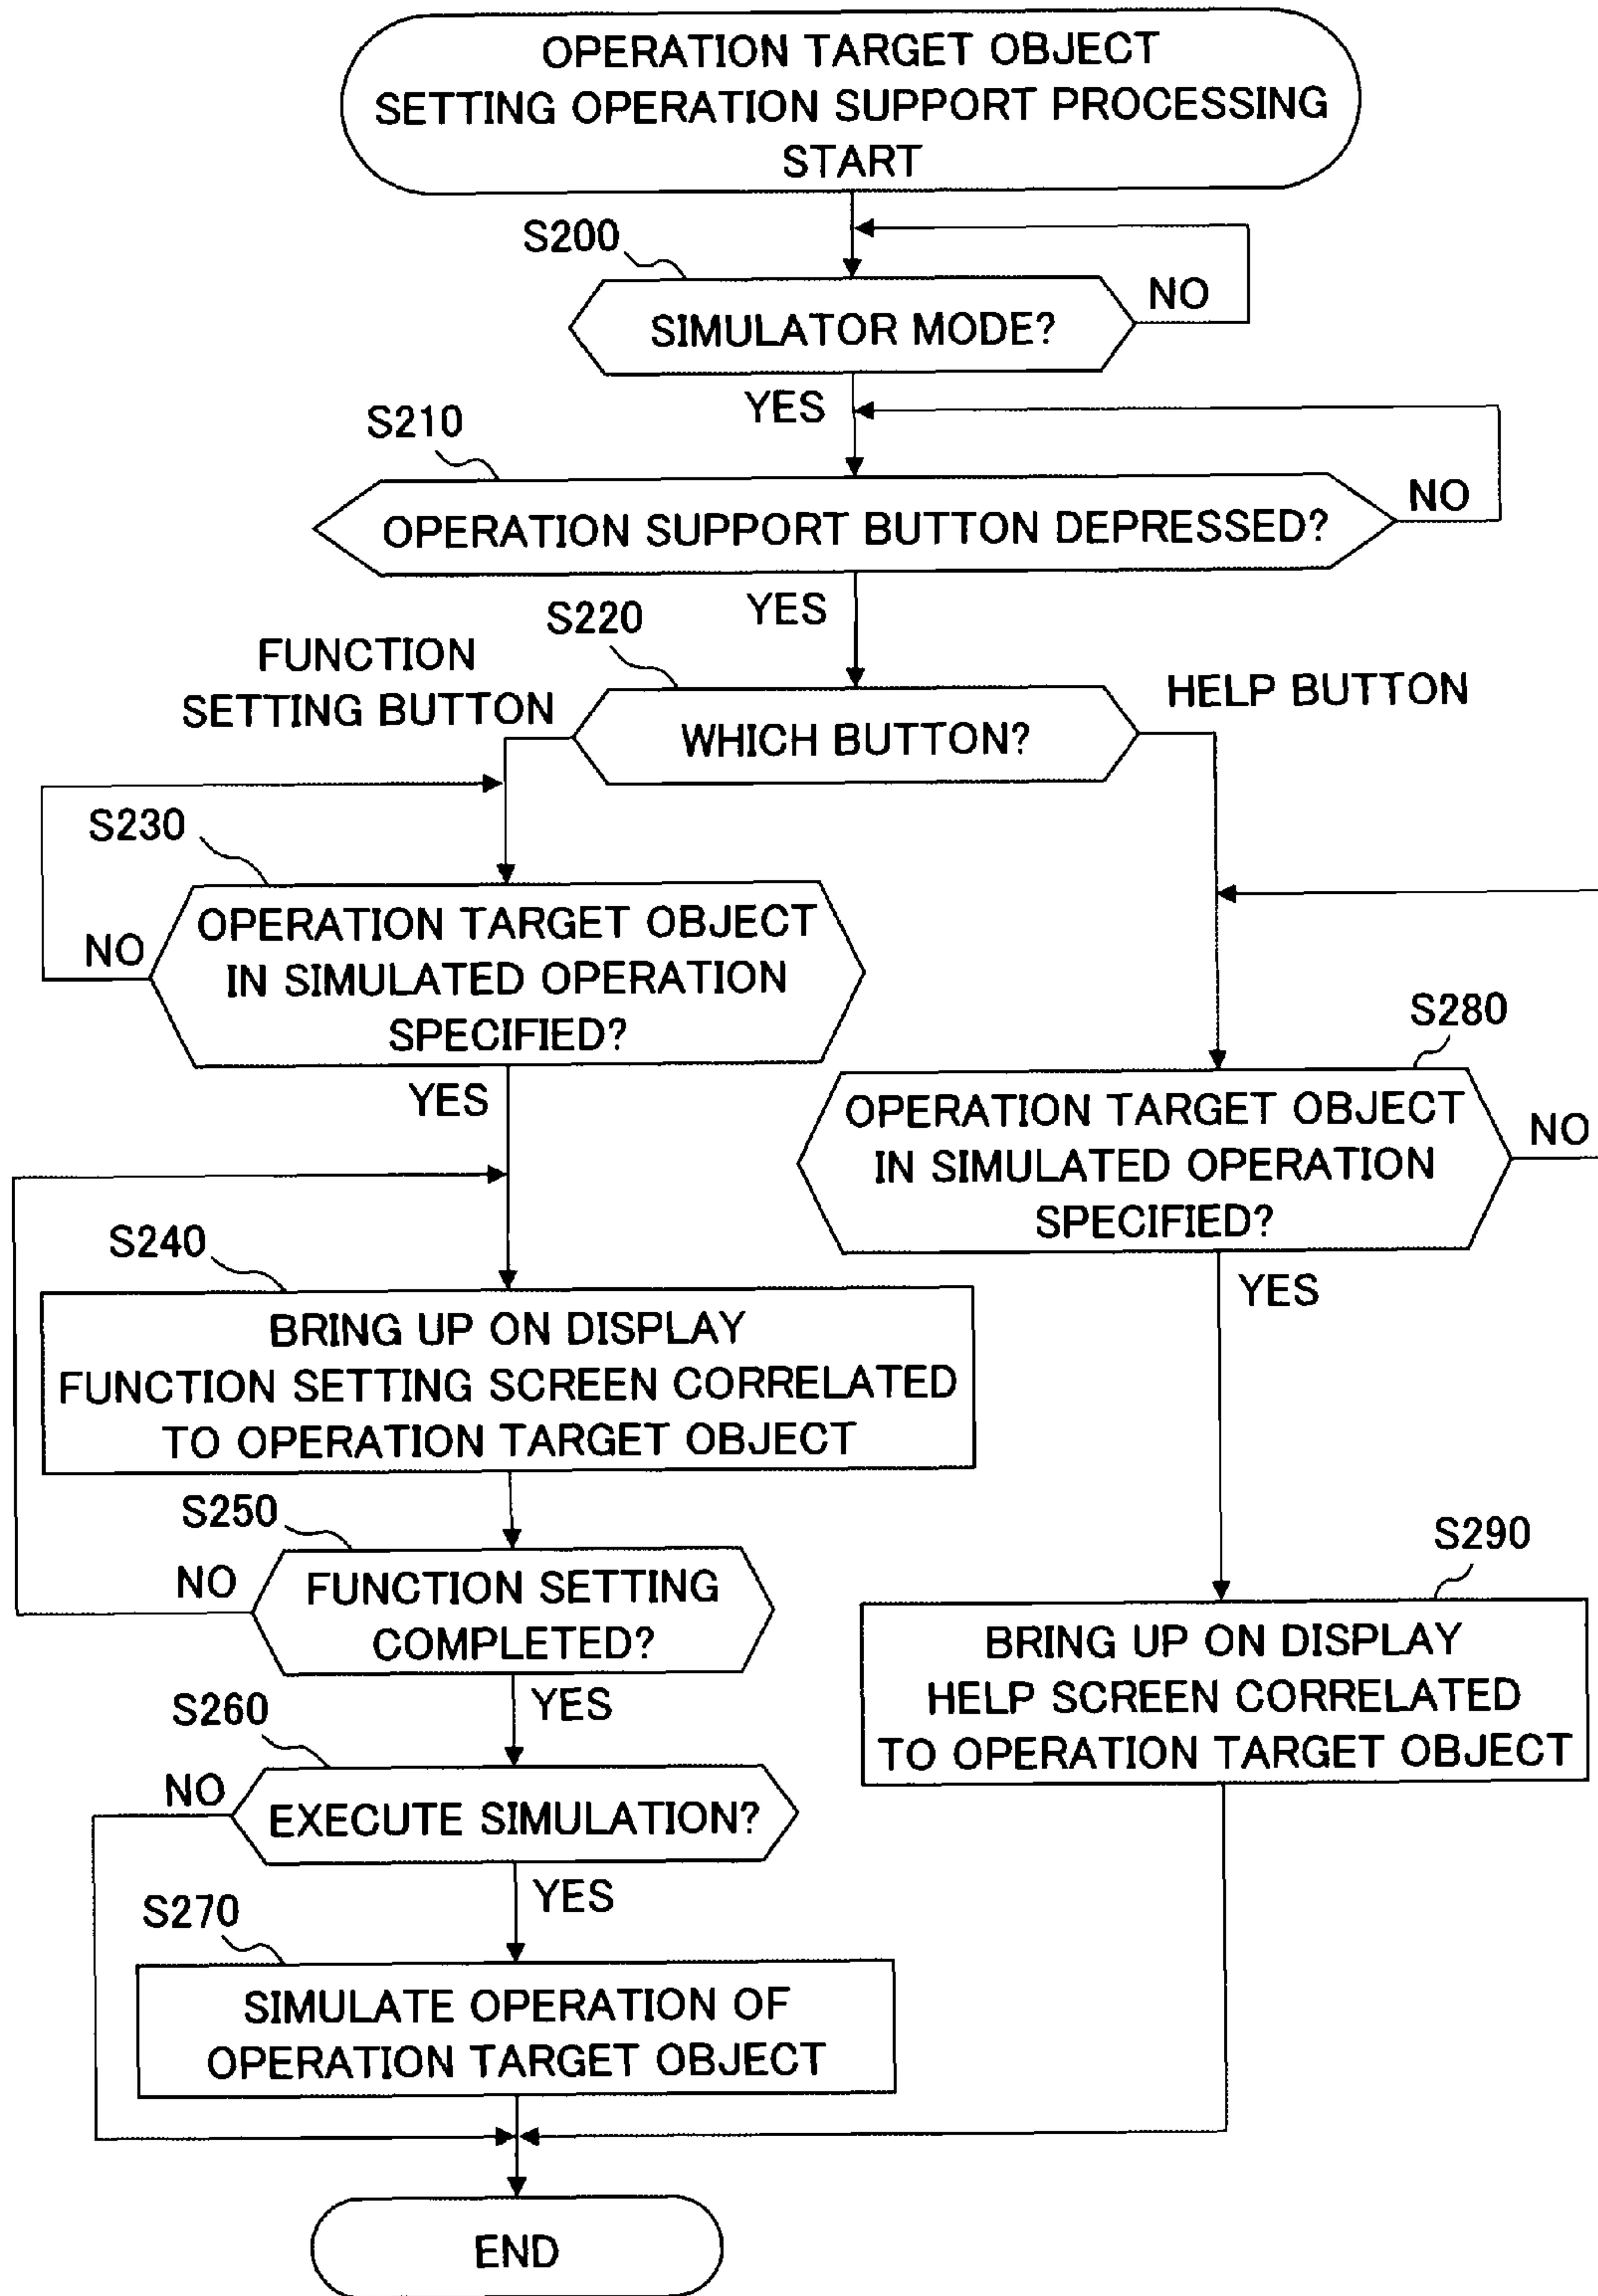 OPERATION TARGET OBJECT
SETTING OPERATION SUPPORT PROCESSING
START
S200
SIMULATOR MODE?
NO
YES
S210
OPERATION SUPPORT BUTTON DEPRESSED?
NO
YES
S220
FUNCTION
SETTING BUTTON
WHICH BUTTON?
HELP BUTTON
S230
OPERATION TARGET OBJECT
IN SIMULATED OPERATION
SPECIFIED?
NO
YES
S240
BRING UP ON DISPLAY
FUNCTION SETTING SCREEN CORRELATED
TO OPERATION TARGET OBJECT
S250
NO
FUNCTION SETTING
COMPLETED?
YES
S260
NO
EXECUTE SIMULATION?
YES
S270
SIMULATE OPERATION OF
OPERATION TARGET OBJECT
S280
OPERATION TARGET OBJECT
IN SIMULATED OPERATION
SPECIFIED?
NO
YES
S290
BRING UP ON DISPLAY
HELP SCREEN CORRELATED
TO OPERATION TARGET OBJECT
END